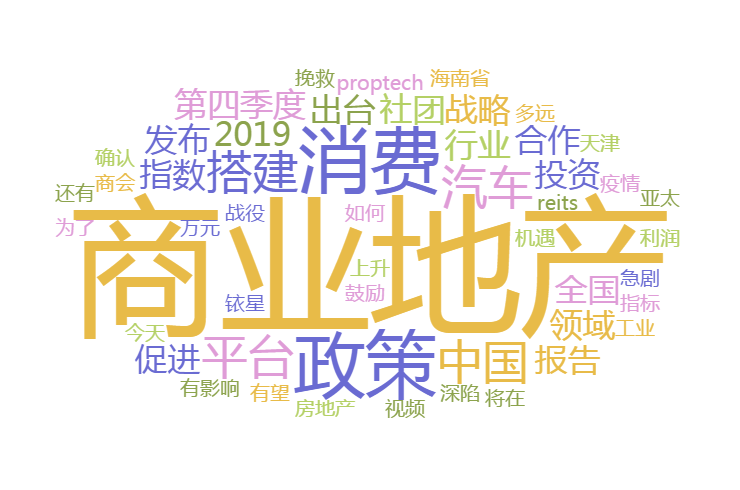 挽救 proptech 海南省
第四季度 出台 社团 战略 多远
发布 2019 消费 行业 合作 天津
确认 指数 搭建 汽车 投资 疫情
商会
还有 战役 如何 reits 亚太
为了 万元 机遇 利润
商业地产
上升 全国 急剧
铱星 鼓励 指标
今天 领域 工业
促进 平台 政策 中国 报告
有影响 有望 深陷 将在
房地产 视频